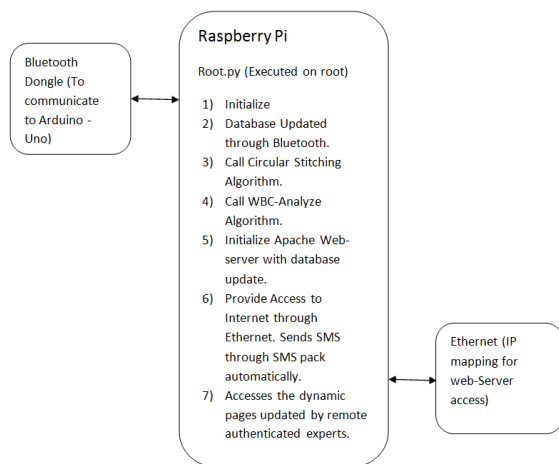 Bluetooth
Dongle (To
communicate
to Arduino -
Uno)
Raspberry Pi
Root.py (Executed on root)
1) Initialize
2) Database Updated
through Bluetooth.
3) Call Circular Stitching
Algorithm.
4) Call WBC-Analyze
Algorithm.
5) Initialize Apache Web-
server with database
update.
6) Provide Access to
Internet through
Ethernet. Sends SMS
through SMS pack
automatically.
7) Accesses the dynamic
pages updated by remote
authenticated experts.
Ethernet (IP
mapping for
web-Server
access)